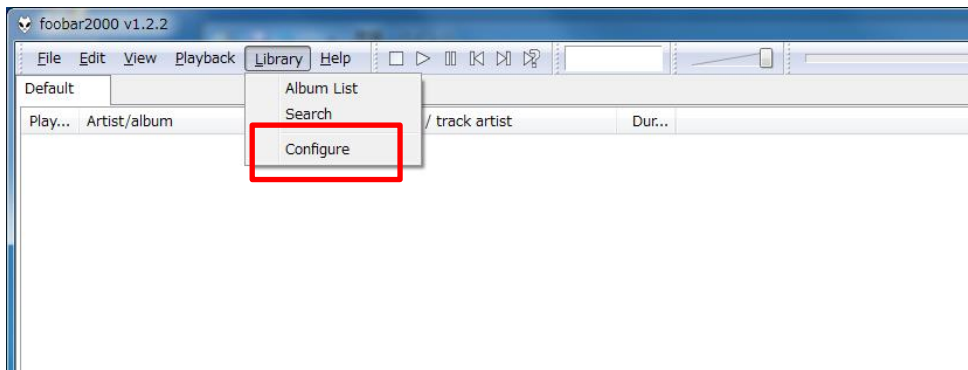 foobar2000 v1.2.2
File Edit View Playback Library Help
Default
Album List
Search
Play... Artist/album / track artist Dur...
Configure